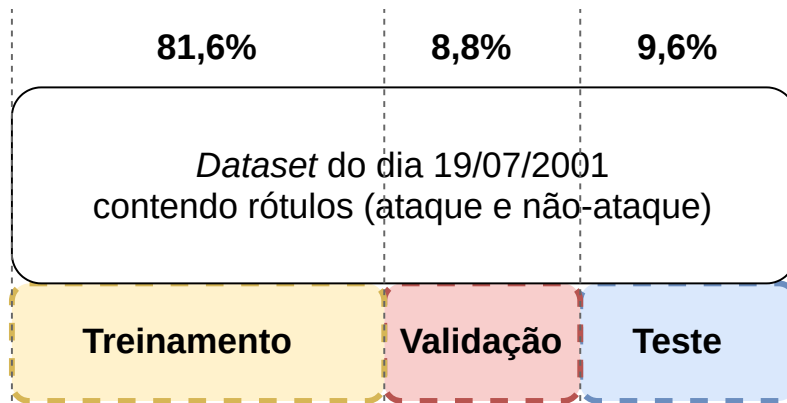 81,6% 8,8% 9,6%
Dataset do dia 19/07/2001
contendo rótulos (ataque e não-ataque)
Treinamento Validação Teste